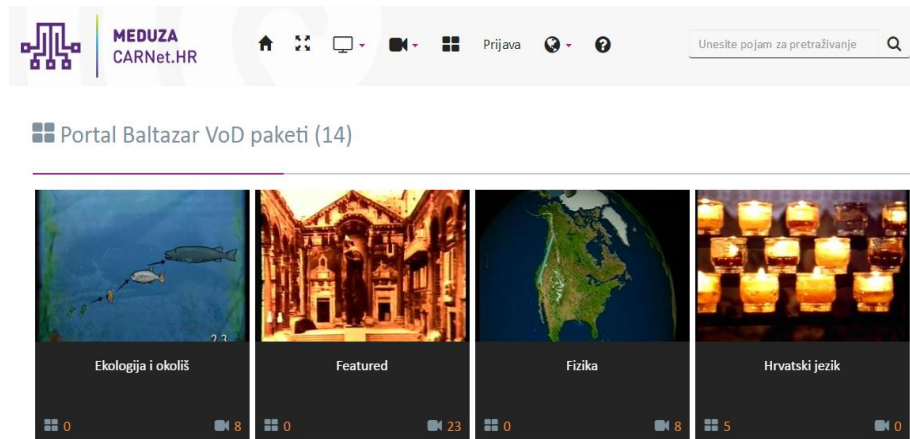 MEDUZA
CARNet.HR
Prijava
Unesite pojam za pretraživanje
Portal Baltazar VoD paketi (14)
23
Ekologija i okoliš
Featured
Fizika
Hrvatski jezik
0 8
0 23
0 8
5 0